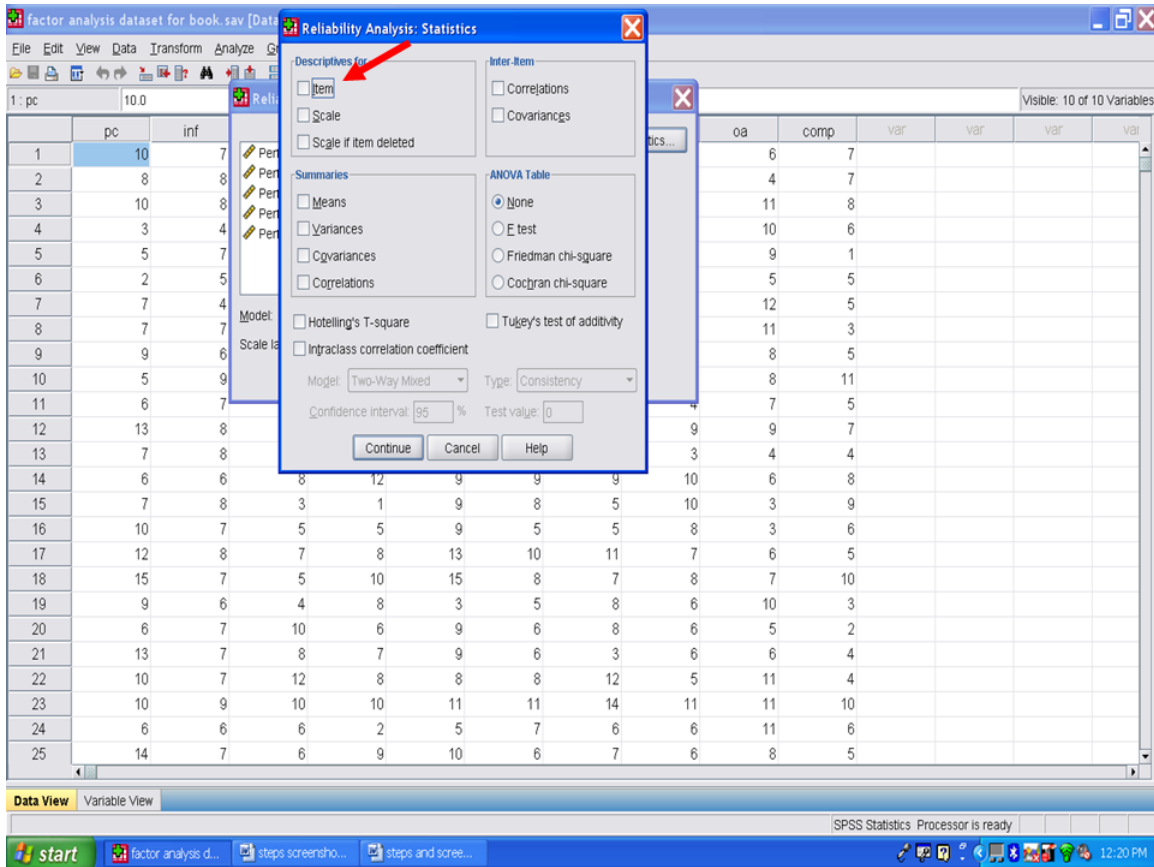 factor analysis dataset for book.sav [Data
Reliability Analysis: Statistics
File Edit View Data Transform Analyze
Descriptives for
Item
Scale
Scale if item deleted
Inter-Item
Correlations
Covariances
Summaries
Means
Variances
Covariances
Correlations
ANOVA Table
None
F test
Friedman chi-square
Cochran chi-square
Hotelling's T-square
Tukey's test of additivity
Intraclass correlation coefficient
Model: Two-Way Mixed Type: Consistency
Confidence interval: 95 % Test value: 0
Continue Cancel Help
1 : pc 10.0 Visible: 10 of 10 Variables
Model:
pc inf oa comp var var var var
1 10 7 6 7
2 8 8 4 7
3 10 8 11 8
4 3 4 10 6
5 5 7 9 1
6 2 5 5 5
7 7 4 12 5
8 7 7 11 3
9 9 6 8 5
10 5 9 8 11
11 6 7 4 7 5
12 13 8 9 9 7
13 7 8 3 4 4
14 6 6 8 12 9 9 9 10 6 8
15 7 8 3 1 9 8 5 10 3 9
16 10 7 5 5 9 5 5 8 3 6
17 12 8 7 8 13 10 11 7 6 5
18 15 7 5 10 15 8 7 8 7 10
19 9 6 4 8 3 5 8 6 10 3
20 6 7 10 6 9 6 8 6 5 2
21 13 7 8 7 9 6 3 6 6 4
22 10 7 12 8 8 8 12 5 11 4
23 10 9 10 10 11 11 14 11 11 10
24 6 6 6 2 5 7 6 6 11 6
25 14 7 6 9 10 6 7 6 8 5
Data View Variable View
SPSS Statistics Processor is ready
start factor analysis d... steps screensho... steps and scree... 12:20 PM